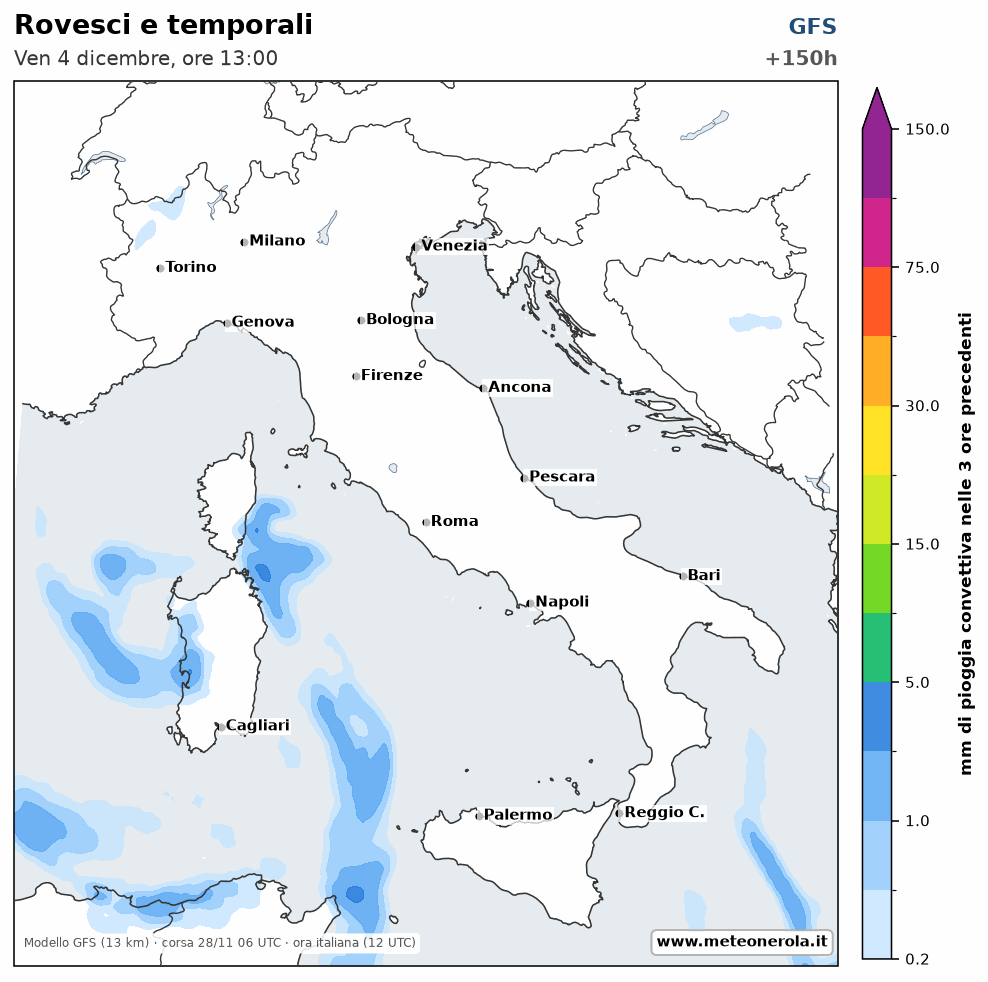 Rovesci e temporali
GFS
Ven 4 dicembre, ore 13:00
+150h
150.0
75.0
30.0
15.0
5.0
1.0
0.2
mm di pioggia convettiva nelle 3 ore precedenti
Milano
Venezia
Torino
Genova
Bologna
Firenze
Ancona
Pescara
Roma
Bari
Napoli
Cagliari
Palermo
Reggio C.
Modello GFS (13 km) · corsa 28/11 06 UTC · ora italiana (12 UTC)
www.meteonerola.it